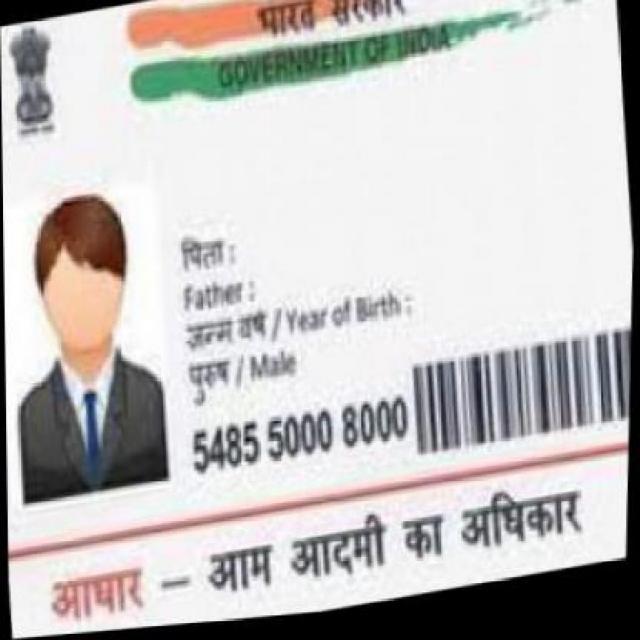 भारत सरकार
GOVERNMENT OF INDIA
पिता :
Father :
जन्म वर्ष / Year of Birth :
पुरुष / Male
5485 5000 8000
आधार – आम आदमी का अधिकार